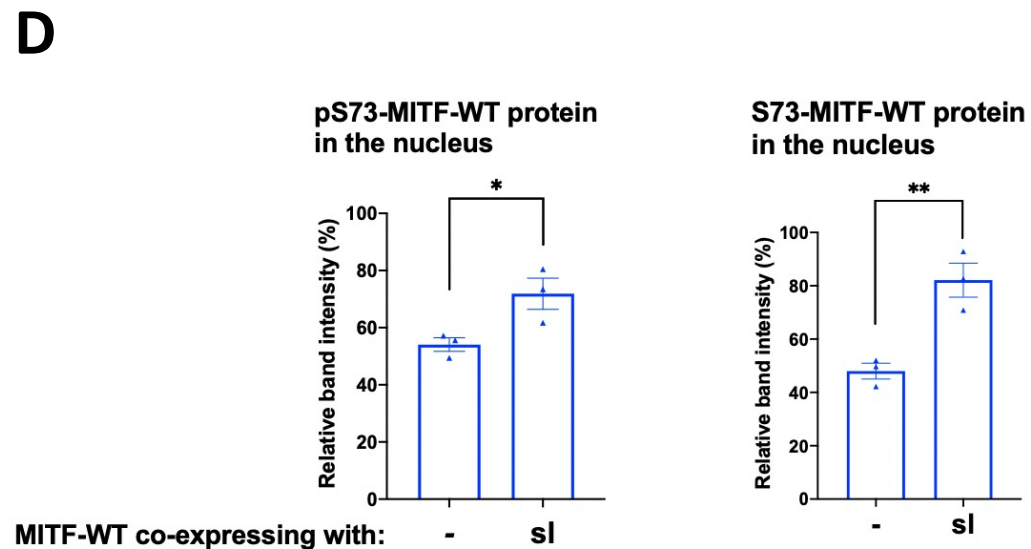 D
pS73-MITF-WT protein
in the nucleus
*
Relative band intensity (%)
100
80
60
40
20
0
S73-MITF-WT protein
in the nucleus
**
Relative band intensity (%)
100
80
60
40
20
0
MITF-WT co-expressing with: - sl
- sl